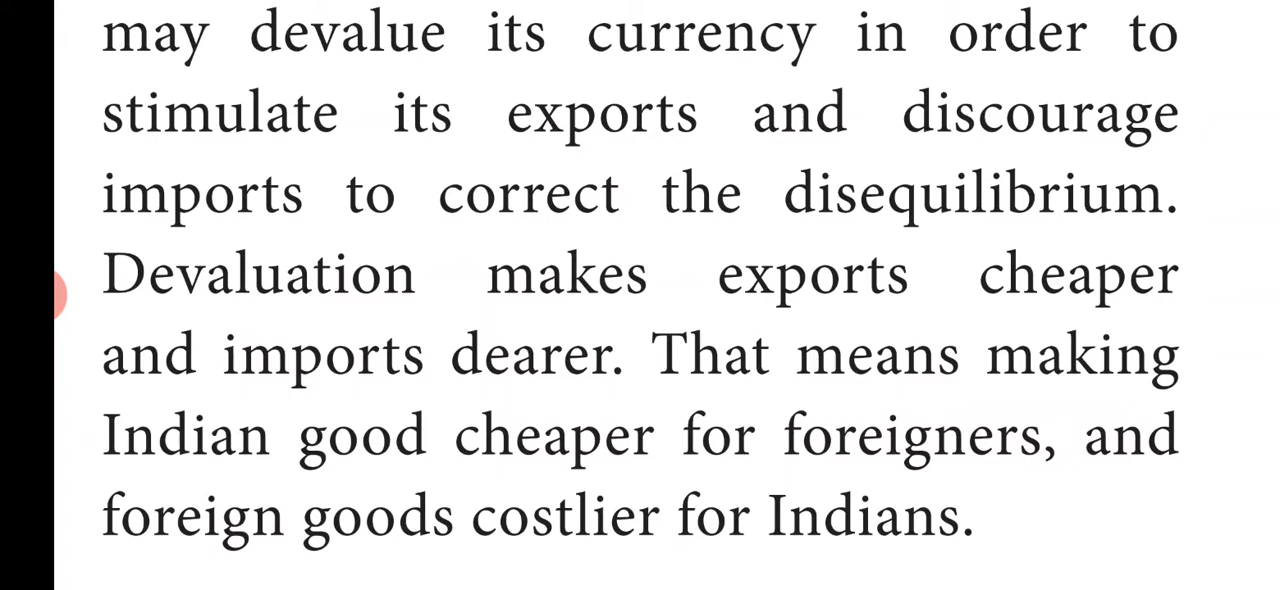 may devalue its currency in order to
stimulate its exports and discourage
imports to correct the disequilibrium.
Devaluation makes exports cheaper
and imports dearer. That means making
Indian good cheaper for foreigners, and
foreign goods costlier for Indians.